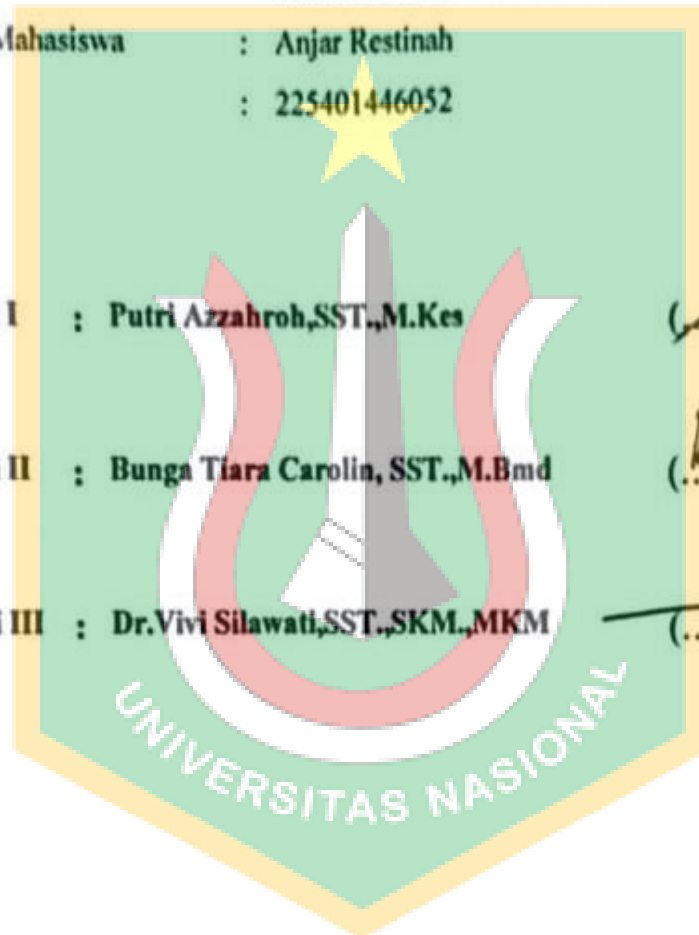 Mahasiswa : Anjar Restinah
: 225401446052
I : Putri Azzahroh,SST.,M.Kes (
II : Bunga Tiara Carolin, SST.,M.Bmd (..
III : Dr.Vivi Silawati,SST.,SKM.,MKM (..
UNIVERSITAS NASIONAL